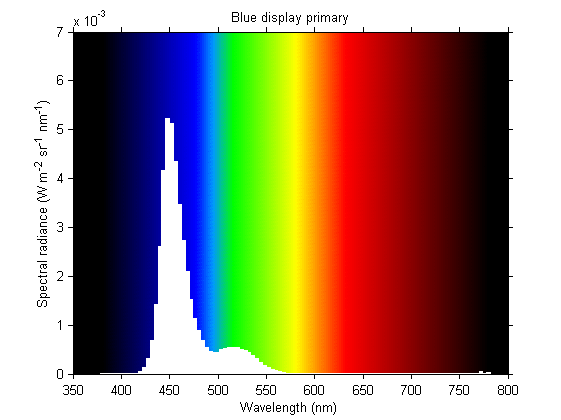 Blue display primary
x 10⁻³
7
6
5
4
3
2
1
0
Spectral radiance (W m⁻² sr⁻¹ nm⁻¹)
350 400 450 500 550 600 650 700 750 800
Wavelength (nm)